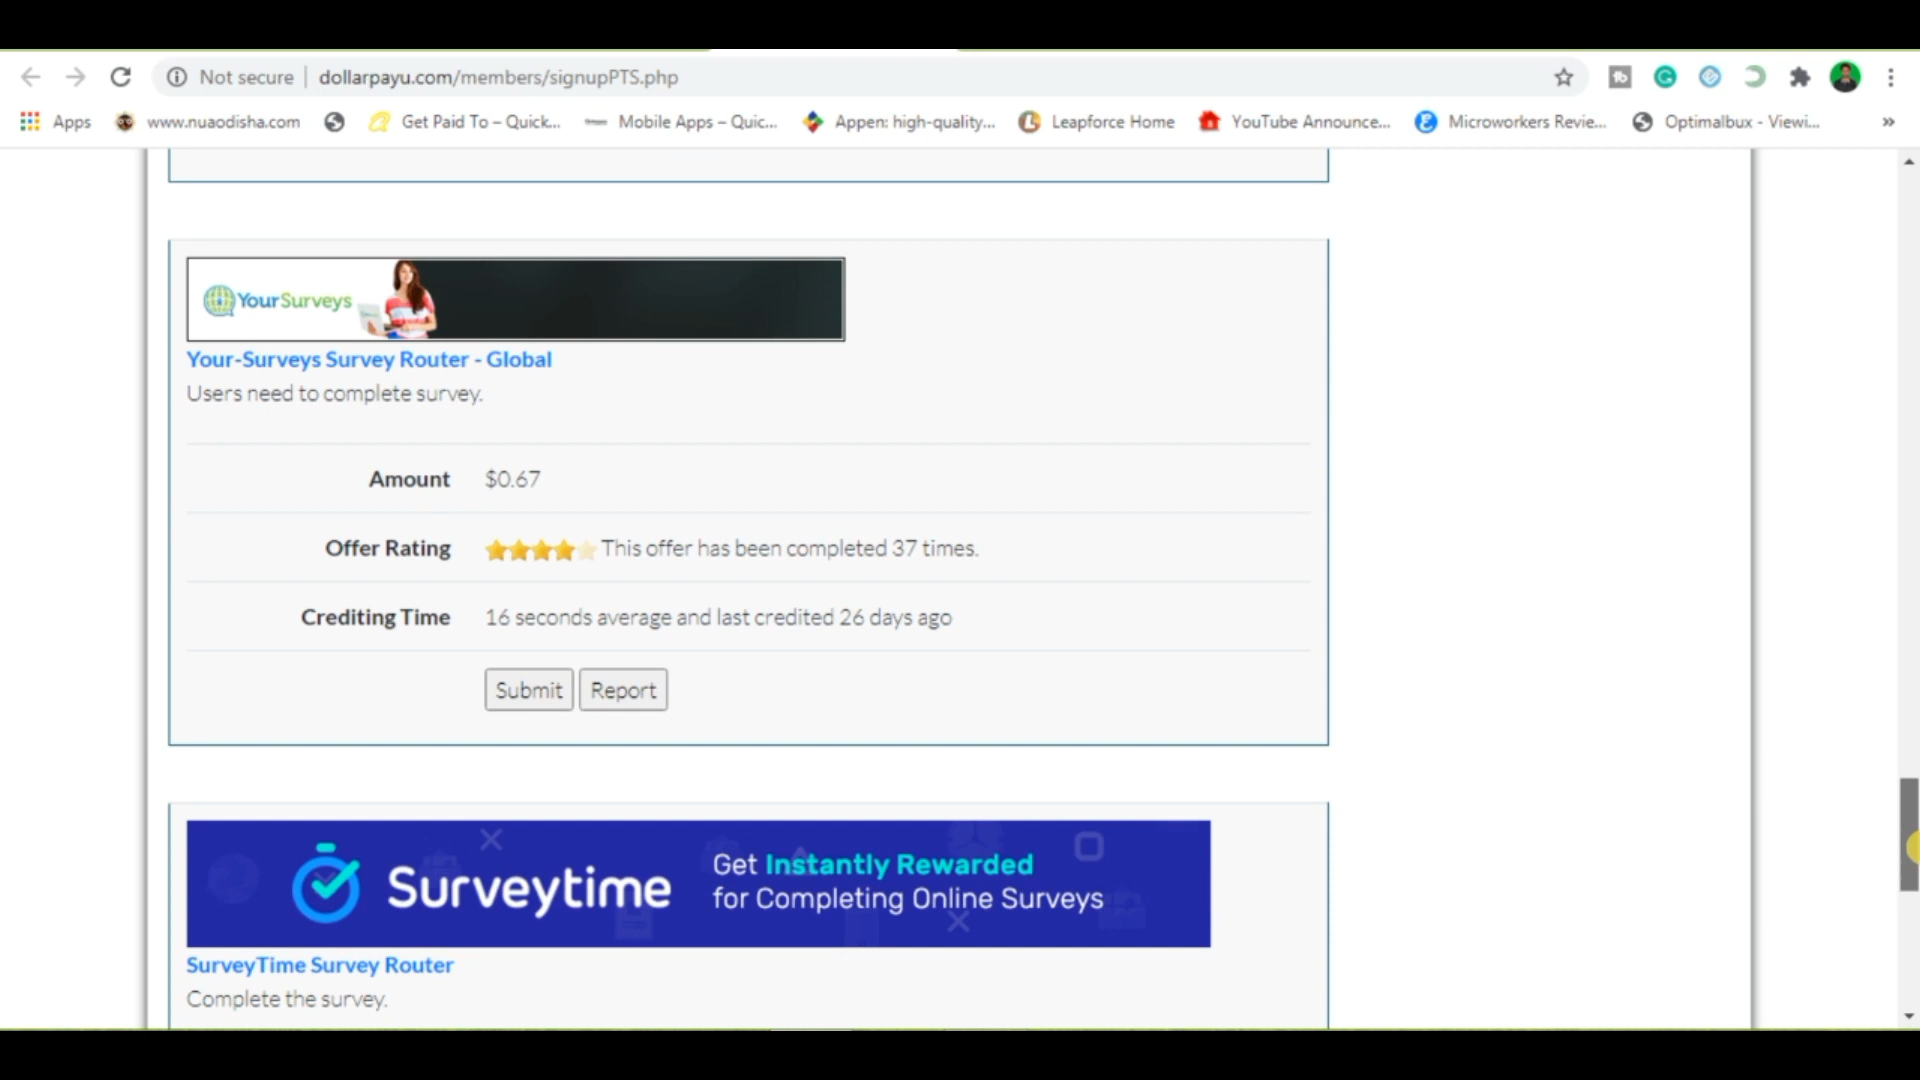 Not secure | dollarpayu.com/members/signupPTS.php
Apps www.nuaodisha.com Get Paid To – Quick... Mobile Apps – Quic... Appen: high-quality... Leapforce Home YouTube Announce... Microworkers Revie... Optimalbux - Viewi... »
YourSurveys
Your-Surveys Survey Router - Global
Users need to complete survey.
Amount $0.67
Offer Rating This offer has been completed 37 times.
Crediting Time 16 seconds average and last credited 26 days ago
Submit Report
Surveytime Get Instantly Rewarded
for Completing Online Surveys
SurveyTime Survey Router
Complete the survey.